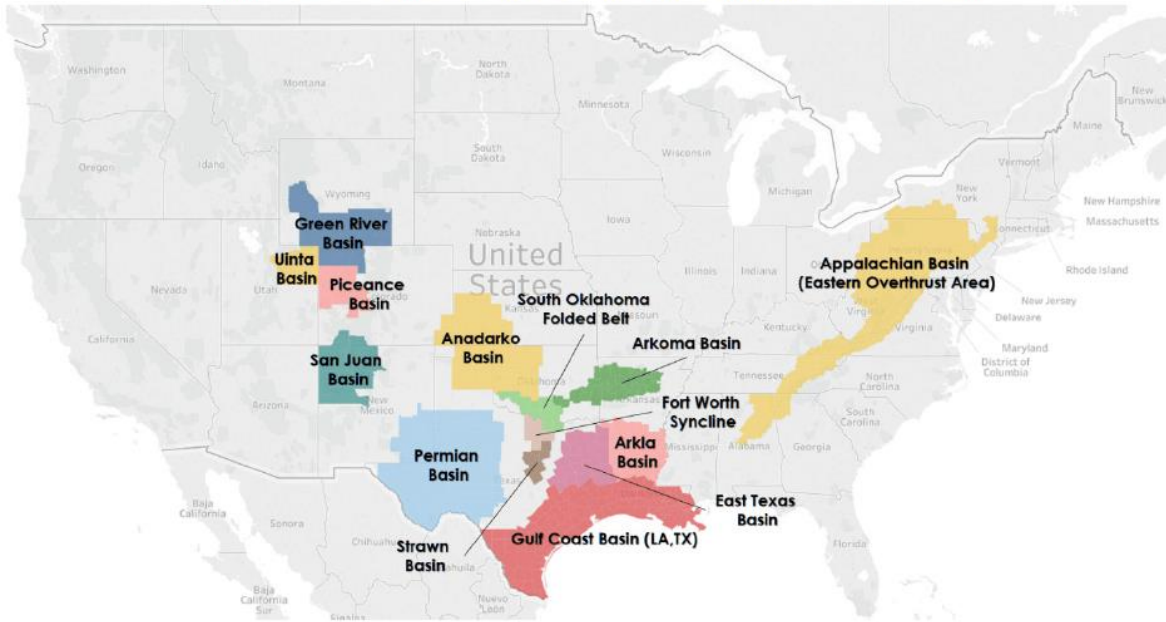 Washington
Montana
North
Dakota
Minnesota
New
Brunswick
Maine
Oregon
Idaho
South
Dakota
Wisconsin
Vermont
Michigan
New
York
New Hampshire
Massachusetts
Wyoming
Green River
Basin
Iowa
Nebraska
Connecticut
Rhode Island
Uinta
Basin
United
States
Illinois
Indiana
Appalachian Basin
(Eastern Overthrust Area)
Nevada
Utah
Piceance
Basin
New Jersey
Delaware
Maryland
District of
Columbia
South Oklahoma
Folded Belt
Kansas
Kentucky
West
Virginia
Virginia
California
Anadarko
Basin
Arkoma Basin
San Juan
Basin
Oklahoma
Tennessee
North
Carolina
Arizona
New
Mexico
Arkansas
Fort Worth
Syncline
South
Carolina
Permian
Basin
Arkla
Basin
Mississippi
Alabama
Georgia
Texas
East Texas
Basin
Baja
California
Sonora
Strawn
Basin
Gulf Coast Basin (LA,TX)
Florida
Baja
California
Sur
Nuevo
León